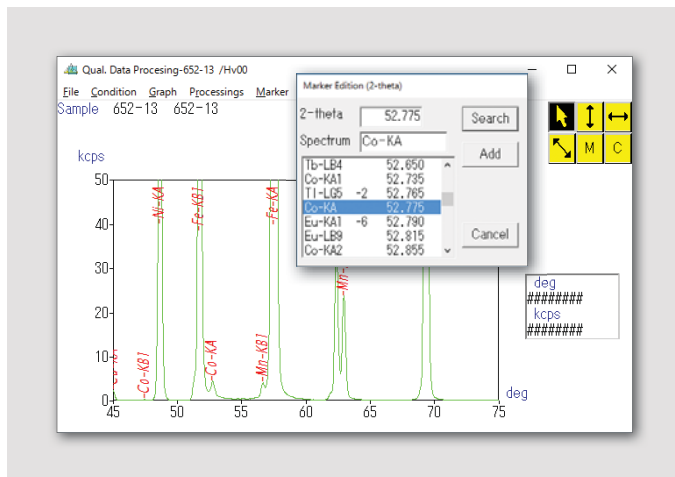 Qual. Data Procesing-652-13 /Hv00
File Condition Graph Processings Marker
Sample 652-13 652-13
Marker Edition (2-theta)
2-theta 52.775 Search
Spectrum Co-KA
Add
Tb-LB4 52.650
Co-KA1 52.735
Tl-LG5 -2 52.765
Co-KA 52.775
Eu-KA1 -6 52.790
Eu-LB9 52.815
Co-KA2 52.855
Cancel
M C
kcps
50
40
30
20
10
0
-Co-KB1
-Ni-KA
-Fe-KB1
-Co-KA
-Mn-KB1
-Fe-KA
45 50 55 60 65 70 75
deg
deg
########
kcps
########